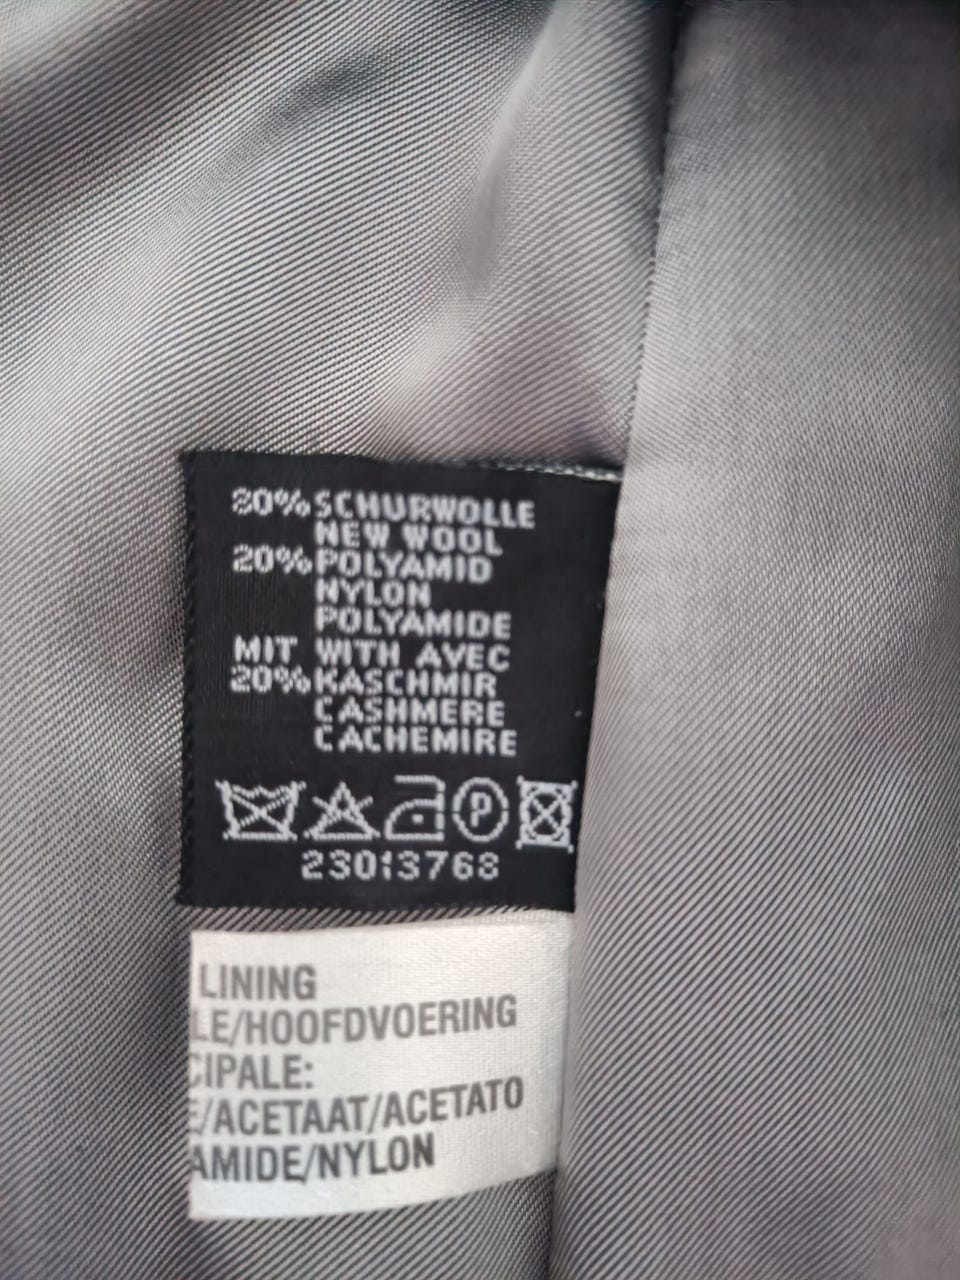 80% SCHURWOLLE
NEW WOOL
20% POLYAMID
NYLON
POLYAMIDE
MIT WITH AVEC
20% KASCHMIR
CASHMERE
CACHEMIRE
P
23013768
LINING
LE/HOOFDVOERING
CIPALE:
E/ACETAAT/ACETATO
AMIDE/NYLON